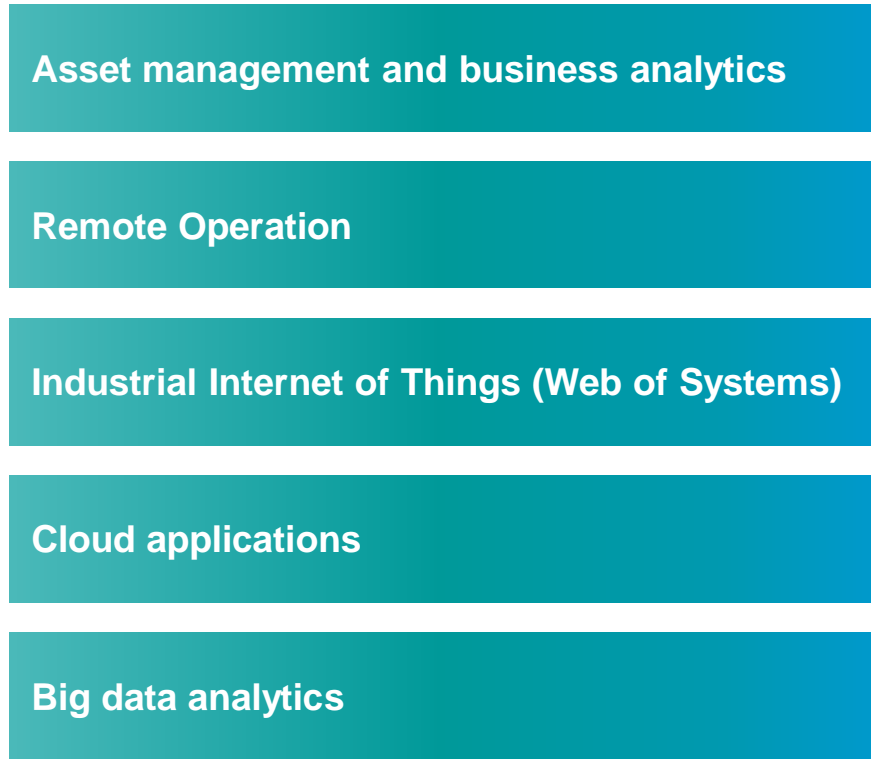 Asset management and business analytics
Remote Operation
Industrial Internet of Things (Web of Systems)
Cloud applications
Big data analytics